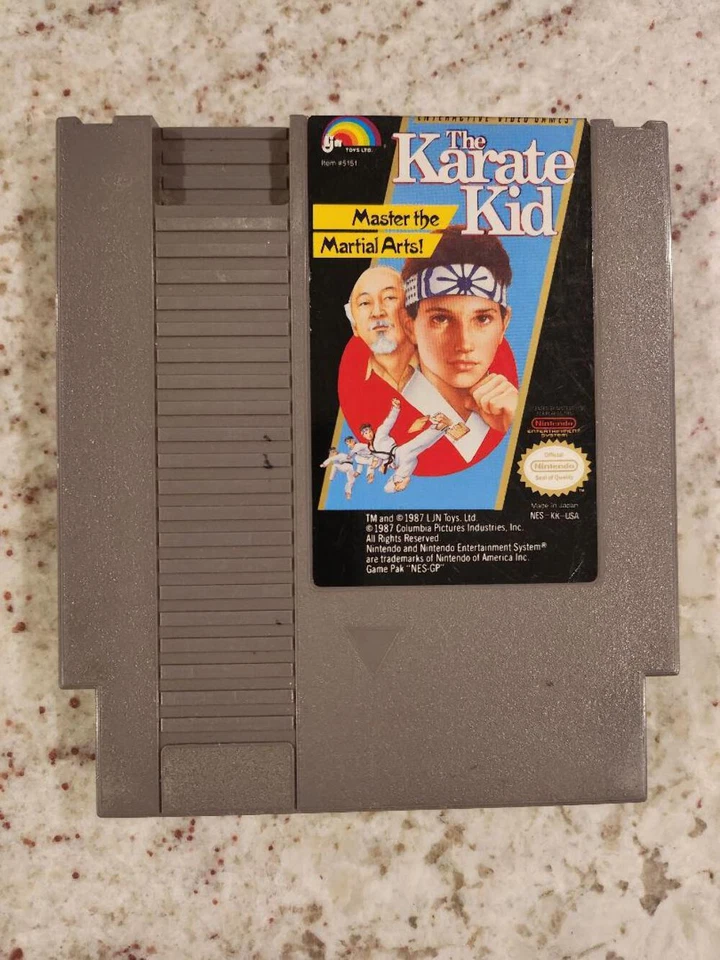 INTERACTIVE VIDEO GAMES
LJN
TOYS LTD.
®
Item #5151
The
Karate
Kid
Master the
Martial Arts!
Nintendo
ENTERTAINMENT
SYSTEM®
Official
Nintendo
Seal of Quality
Made in Japan
NES-KK-USA
TM and ©1987 LJN Toys, Ltd.
©1987 Columbia Pictures Industries, Inc.
All Rights Reserved
Nintendo and Nintendo Entertainment System®
are trademarks of Nintendo of America Inc.
Game Pak "NES-GP"